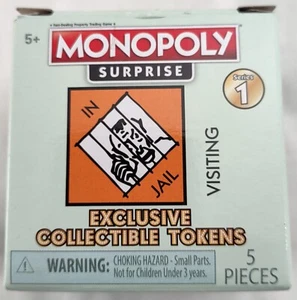 5+
MONOPOLY
SURPRISE
Series
1
IN
JAIL
VISITING
EXCLUSIVE
COLLECTIBLE TOKENS
WARNING: CHOKING HAZARD - Small Parts.
Not for Children Under 3 years.
5
PIECES